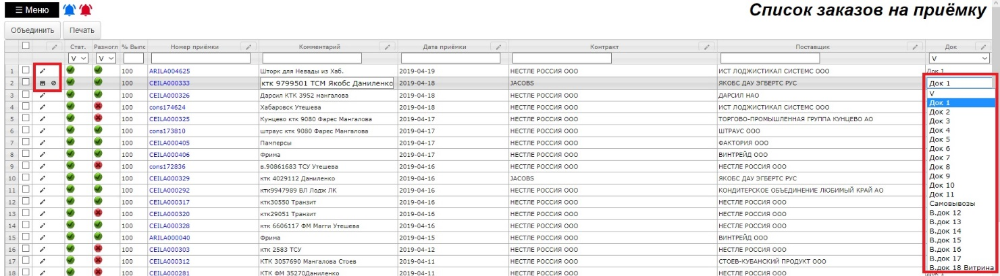 ☰ Меню
Список заказов на приёмку
Объединить Печать
Стат. Разногл % Выпс Номер приёмки Комментарий Дата приёмки Контракт Поставщик Док
V V V
1 100 ARILA004625 Шторк для Невады из Хаб. 2019-04-19 НЕСТЛЕ РОССИЯ ООО ИСТ ЛОДЖИСТИКАЛ СИСТЕМС ООО Док 1
2 100 CEILA000333 ктк 9799501 ТСМ Якобс Даниленко 2019-04-18 JACOBS ЯКОБС ДАУ ЭГБЕРТС РУС Док 1
3 100 CEILA000326 Дарсил КТК 3952 мангалова 2019-04-18 НЕСТЛЕ РОССИЯ ООО ДАРСИЛ НАО V
4 100 cons174624 Хабаровск Утешева 2019-04-18 НЕСТЛЕ РОССИЯ ООО ИСТ ЛОДЖИСТИКАЛ СИСТЕМС ООО Док 1
Док 2
5 100 CEILA000325 Кунцево ктк 9080 Фарес Мангалова 2019-04-17 НЕСТЛЕ РОССИЯ ООО ТОРГОВО-ПРОМЫШЛЕННАЯ ГРУППА КУНЦЕВО АО Док 3
6 100 cons173810 штраус ктк 9080 Фарес Мангалова 2019-04-17 НЕСТЛЕ РОССИЯ ООО ШТРАУС ООО Док 4
7 100 CEILA000405 Памперсы 2019-04-17 НЕСТЛЕ РОССИЯ ООО ФАКТОРИЯ ООО Док 5
8 100 CEILA000406 Фрима 2019-04-17 НЕСТЛЕ РОССИЯ ООО ВИНТРЕЙД ООО Док 6
Док 7
9 100 cons172836 в.90861683 ТСУ Утешева 2019-04-16 НЕСТЛЕ РОССИЯ ООО НЕСТЛЕ РОССИЯ ООО Док 8
10 100 CEILA000329 ктк 4029112 Даниленко 2019-04-16 JACOBS ЯКОБС ДАУ ЭГБЕРТС РУС Док 9
11 100 CEILA000292 ктк9947989 ВЛ Лодж ЛК 2019-04-16 НЕСТЛЕ РОССИЯ ООО КОНДИТЕРСКОЕ ОБЪЕДИНЕНИЕ ЛЮБИМЫЙ КРАЙ АО Док 10
Док 11
12 100 CEILA000317 ктк30550 Транзит 2019-04-16 НЕСТЛЕ РОССИЯ ООО НЕСТЛЕ РОССИЯ ООО Самовывозы
13 100 CEILA000320 ктк29051 Транзит 2019-04-16 НЕСТЛЕ РОССИЯ ООО НЕСТЛЕ РОССИЯ ООО В.док 12
14 100 CEILA000328 ктк 6606117 ФМ Магги Утешева 2019-04-16 НЕСТЛЕ РОССИЯ ООО НЕСТЛЕ РОССИЯ ООО В.док 13
В.док 14
15 100 ARILA000040 Фрима 2019-04-15 НЕСТЛЕ РОССИЯ ООО ВИНТРЕЙД ООО В.док 15
16 100 CEILA000303 ктк 2583 ТСУ 2019-04-12 НЕСТЛЕ РОССИЯ ООО НЕСТЛЕ РОССИЯ ООО В.док 16
17 100 CEILA000312 КТК 3057690 Мангалова Стоев 2019-04-11 НЕСТЛЕ РОССИЯ ООО СТОЕВ-КУБАНСКИЙ ПРОДУКТ ООО В.док 17
В.док 18 Витрина
18 100 CEILA000281 КТК ФМ 35270Даниленко 2019-04-11 НЕСТЛЕ РОССИЯ ООО НЕСТЛЕ РОССИЯ ООО Док 1